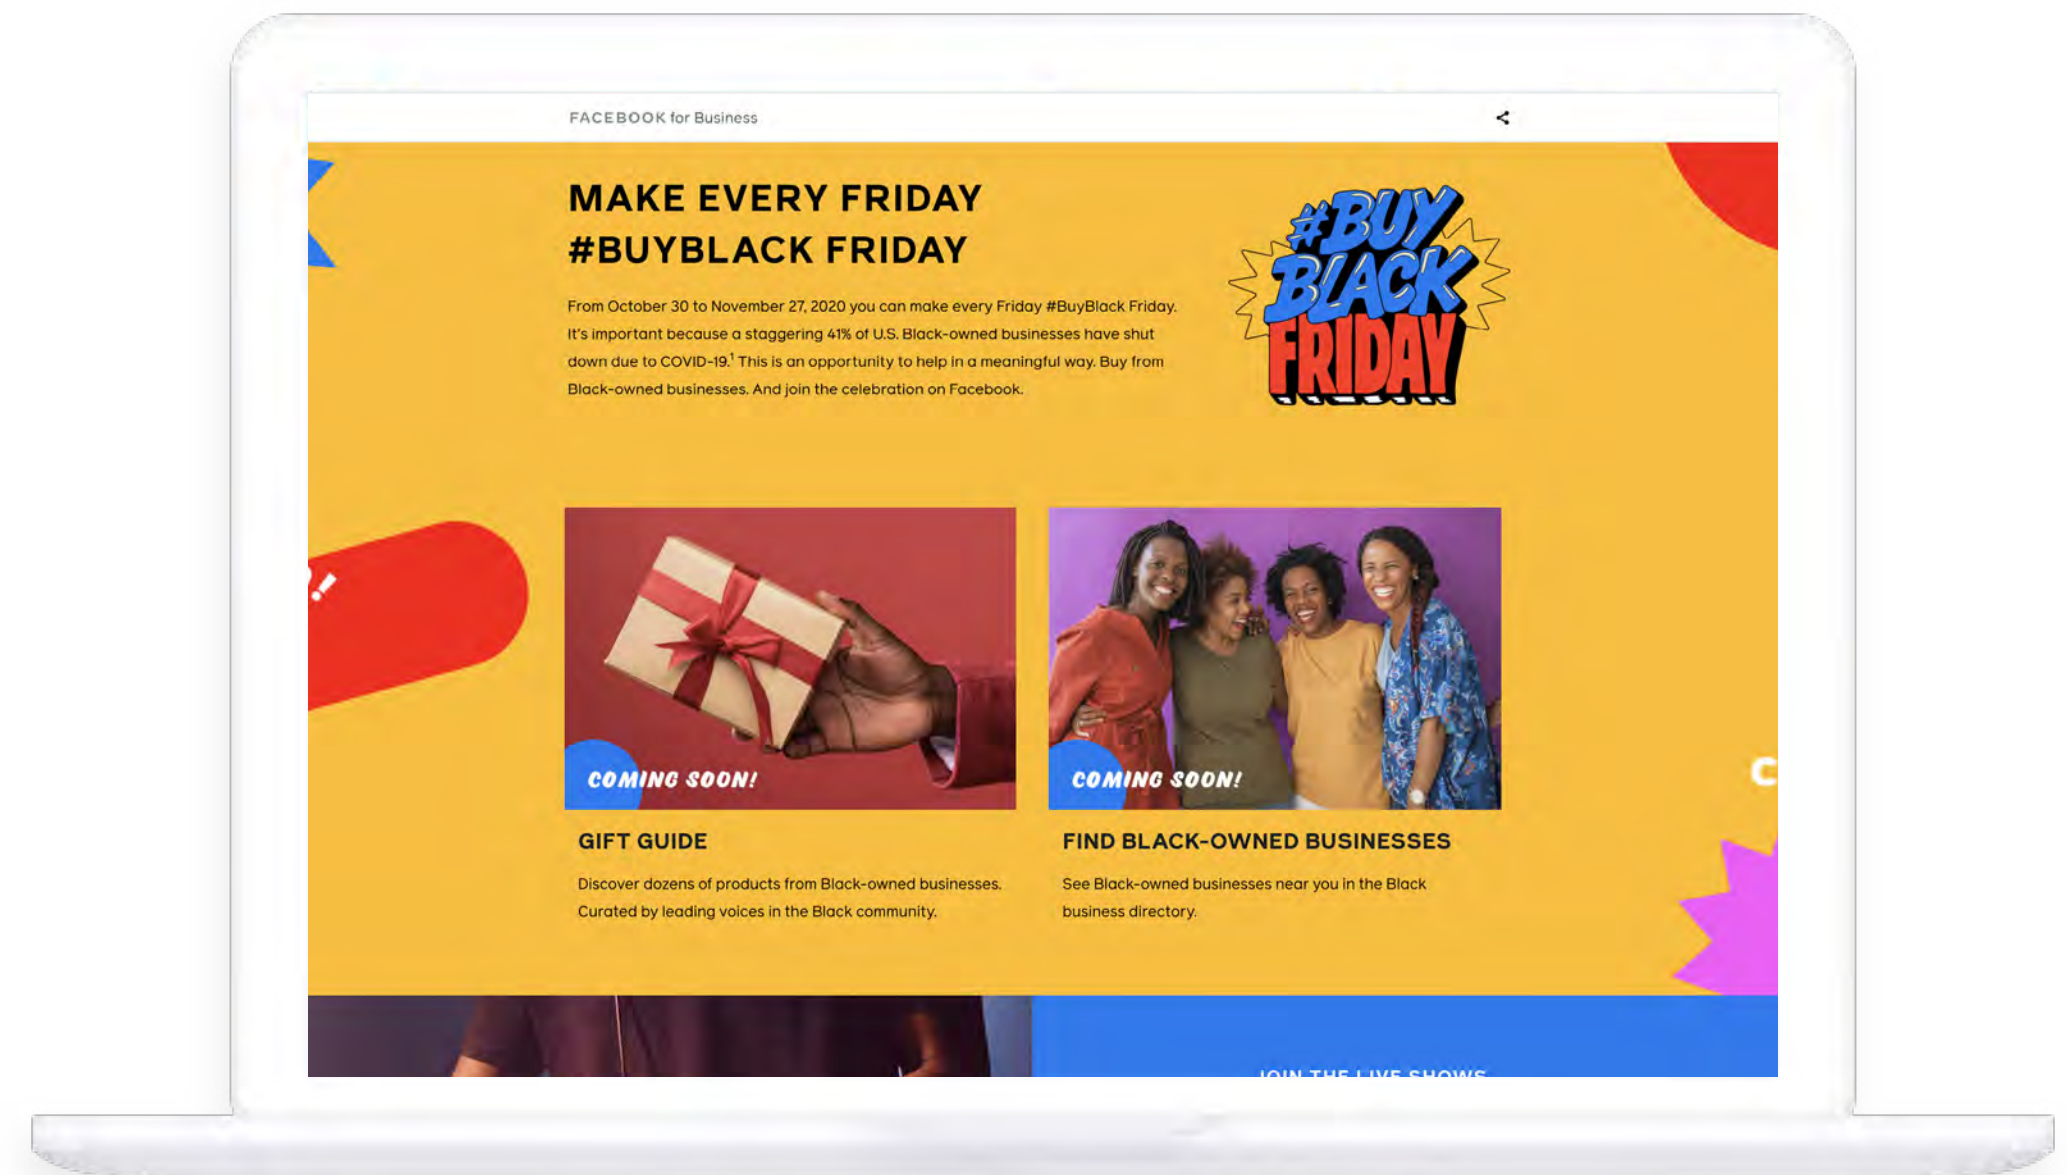 FACEBOOK for Business
MAKE EVERY FRIDAY
#BUYBLACK FRIDAY
From October 30 to November 27, 2020 you can make every Friday #BuyBlack Friday.
It's important because a staggering 41% of U.S. Black-owned businesses have shut
down due to COVID-19.¹ This is an opportunity to help in a meaningful way. Buy from
Black-owned businesses. And join the celebration on Facebook.
#BUY
BLACK
FRIDAY
!
COMING SOON!
GIFT GUIDE
Discover dozens of products from Black-owned businesses.
Curated by leading voices in the Black community.
COMING SOON!
FIND BLACK-OWNED BUSINESSES
See Black-owned businesses near you in the Black
business directory.
C
JOIN THE LIVE SHOWS